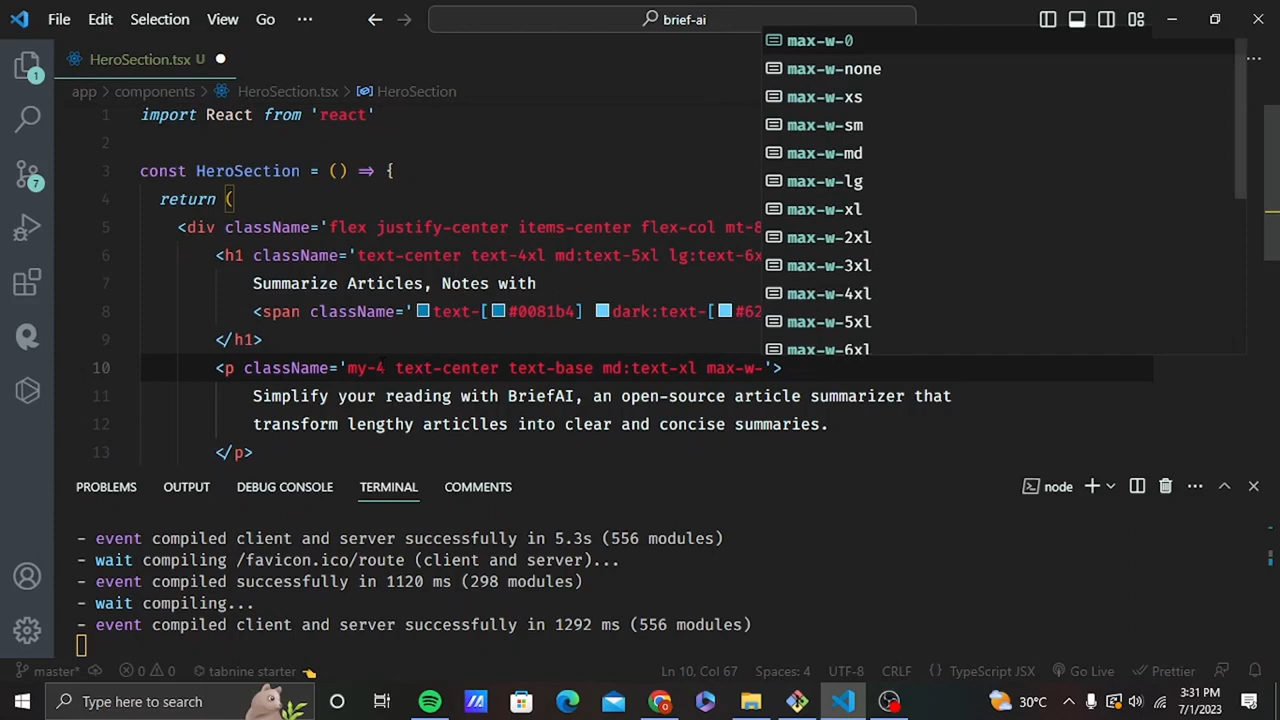 File Edit Selection View Go ··· brief-ai
HeroSection.tsx U
app > components > HeroSection.tsx > HeroSection
1 import React from 'react'
2
3 const HeroSection = () => {
4 return (
5 <div className='flex justify-center items-center flex-col mt-8
6 <h1 className='text-center text-4xl md:text-5xl lg:text-6x
7 Summarize Articles, Notes with
8 <span className='text-[#0081b4] dark:text-[#62
9 </h1>
10 <p className='my-4 text-center text-base md:text-xl max-w-'>
11 Simplify your reading with BriefAI, an open-source article summarizer that
12 transform lengthy articlles into clear and concise summaries.
13 </p>
max-w-0
max-w-none
max-w-xs
max-w-sm
max-w-md
max-w-lg
max-w-xl
max-w-2xl
max-w-3xl
max-w-4xl
max-w-5xl
max-w-6xl
1
7
PROBLEMS OUTPUT DEBUG CONSOLE TERMINAL COMMENTS node
- event compiled client and server successfully in 5.3s (556 modules)
- wait compiling /favicon.ico/route (client and server)...
- event compiled successfully in 1120 ms (298 modules)
- wait compiling...
- event compiled client and server successfully in 1292 ms (556 modules)
master* 0 0 tabnine starter Ln 10, Col 67 Spaces: 4 UTF-8 CRLF {} TypeScript JSX Go Live Prettier
Type here to search 30°C 3:31 PM
7/1/2023